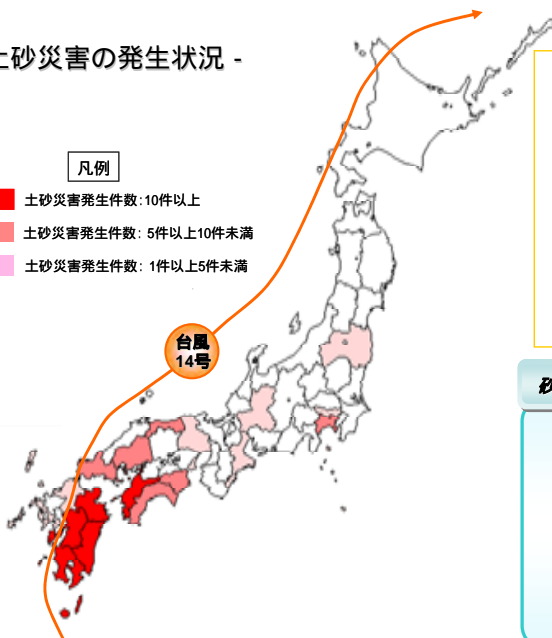 土砂災害の発生状況 -
凡例
土砂災害発生件数:10件以上
土砂災害発生件数: 5件以上10件未満
土砂災害発生件数: 1件以上5件未満
台風
14号
砂